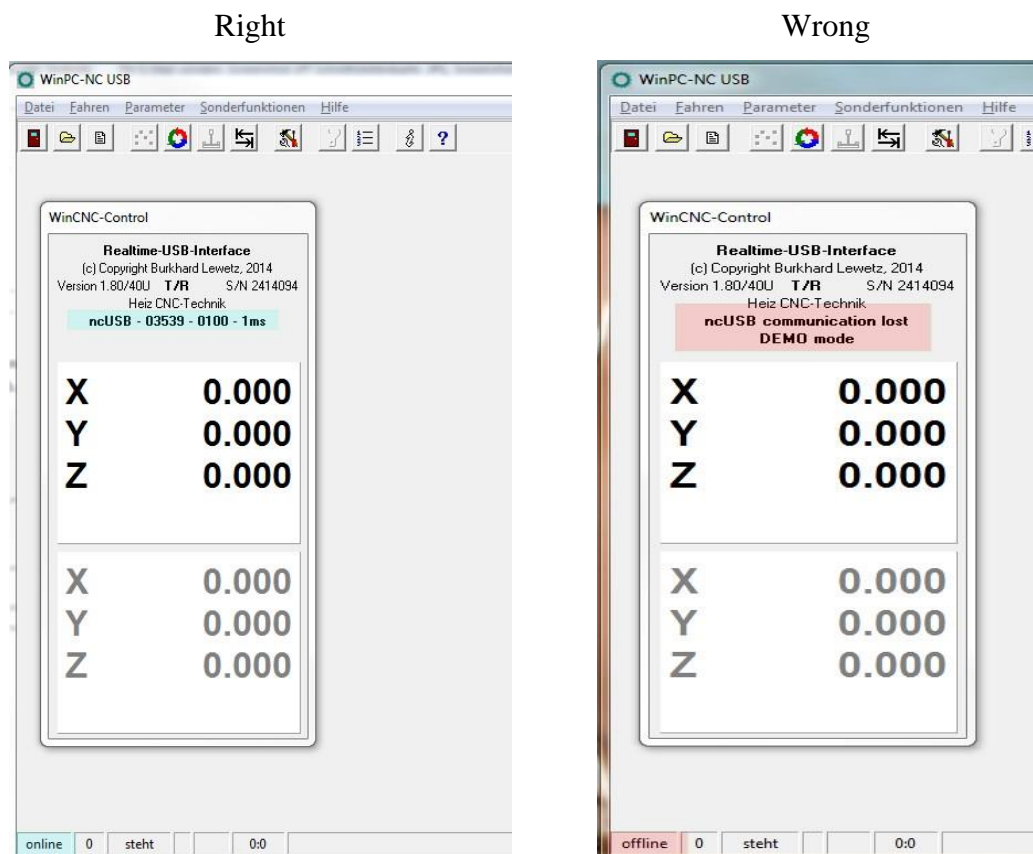 Right
WinPC-NC USB
Datei Fahren Parameter Sonderfunktionen Hilfe
WinCNC-Control
Realtime-USB-Interface
(c) Copyright Burkhard Lewetz, 2014
Version 1.80/40U T/R S/N 2414094
Heiz CNC-Technik
ncUSB - 03539 - 0100 - 1ms
X 0.000
Y 0.000
Z 0.000
X 0.000
Y 0.000
Z 0.000
online 0 steht 0:0
Wrong
WinPC-NC USB
Datei Fahren Parameter Sonderfunktionen Hilfe
WinCNC-Control
Realtime-USB-Interface
(c) Copyright Burkhard Lewetz, 2014
Version 1.80/40U T/R S/N 2414094
Heiz CNC-Technik
ncUSB communication lost
DEMO mode
X 0.000
Y 0.000
Z 0.000
X 0.000
Y 0.000
Z 0.000
offline 0 steht 0:0